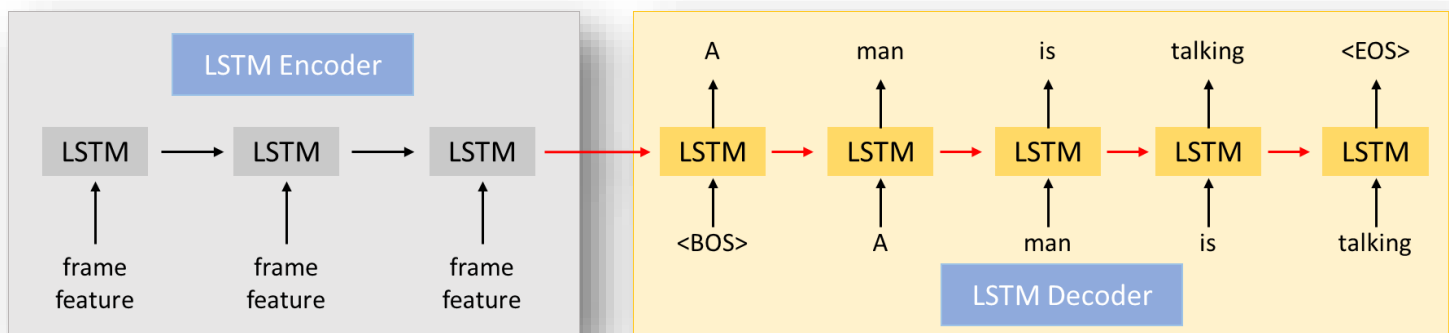 LSTM Encoder
LSTM LSTM LSTM
frame feature
frame feature
frame feature
A man is talking <EOS>
LSTM LSTM LSTM LSTM LSTM
<BOS> A man is talking
LSTM Decoder